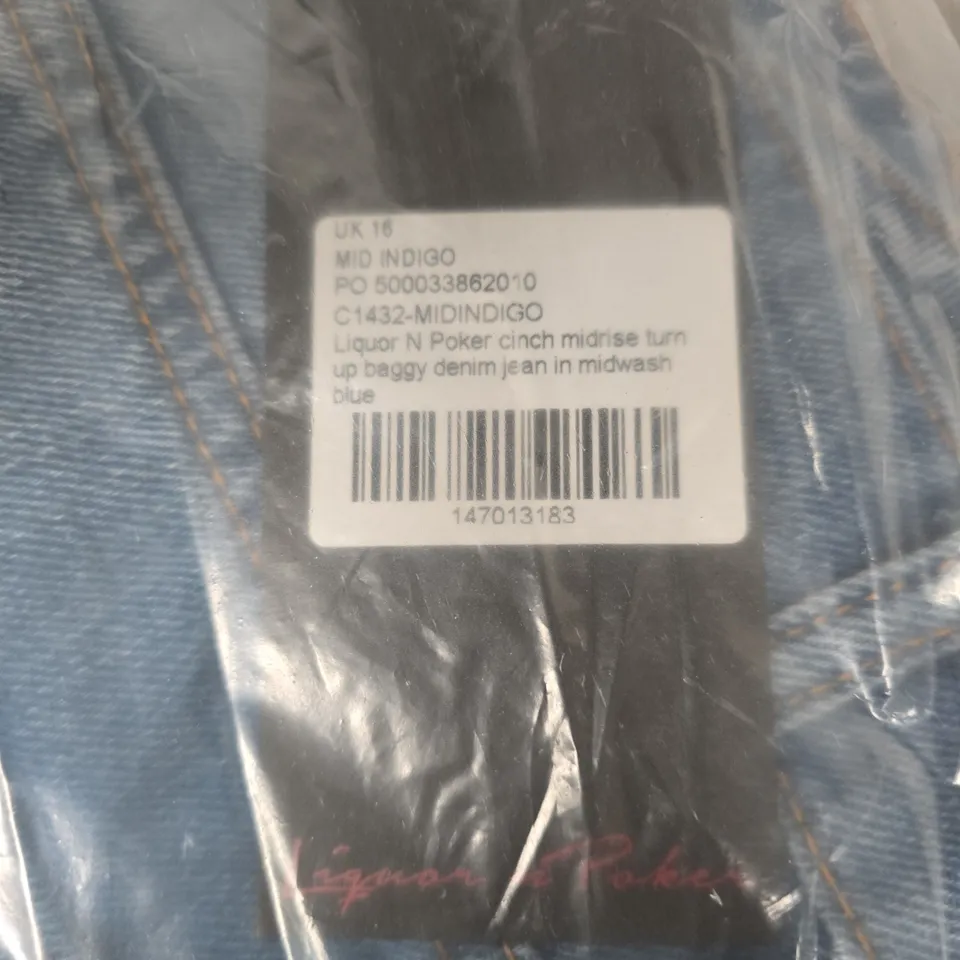 UK 16
MID INDIGO
PO 500033862010
C1432-MIDINDIGO
Liquor N Poker cinch midrise turn
up baggy denim jean in midwash
blue
147013183
Liquor & Poker